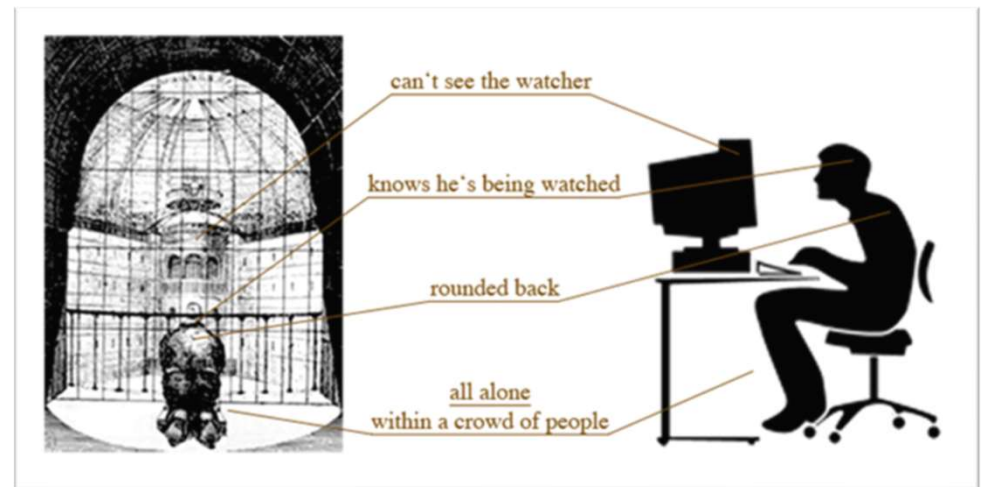 can't see the watcher
knows he's being watched
rounded back
all alone
within a crowd of people